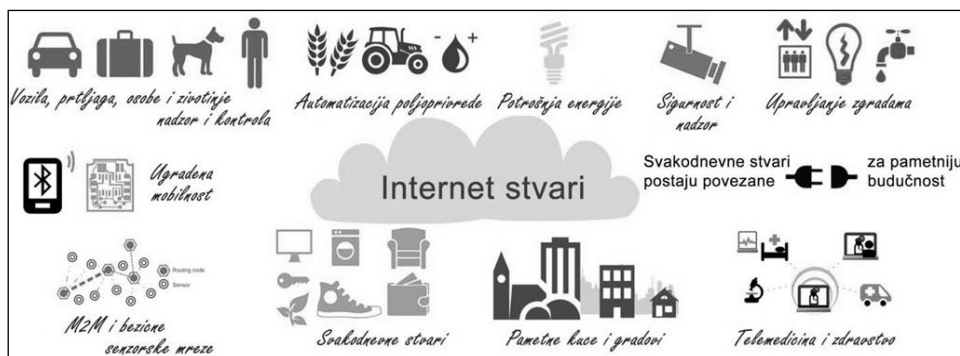 Vozila, prtljaga, osobe i zivotinje
nadzor i kontrola
Automatizacija poljoprivrede
Potrošnja energije
Sigurnost i
nadzor
Upravljanje zgradama
Ugradena
mobilnost
Internet stvari
Svakodnevne stvari
postaju povezane
za pametniju
budučnost
Routing node
Sensor
M2M i bezicne
senzorske mreze
Svakodnevne stvari
Pametne kuce i gradovi
Telemedicina i zdravstvo